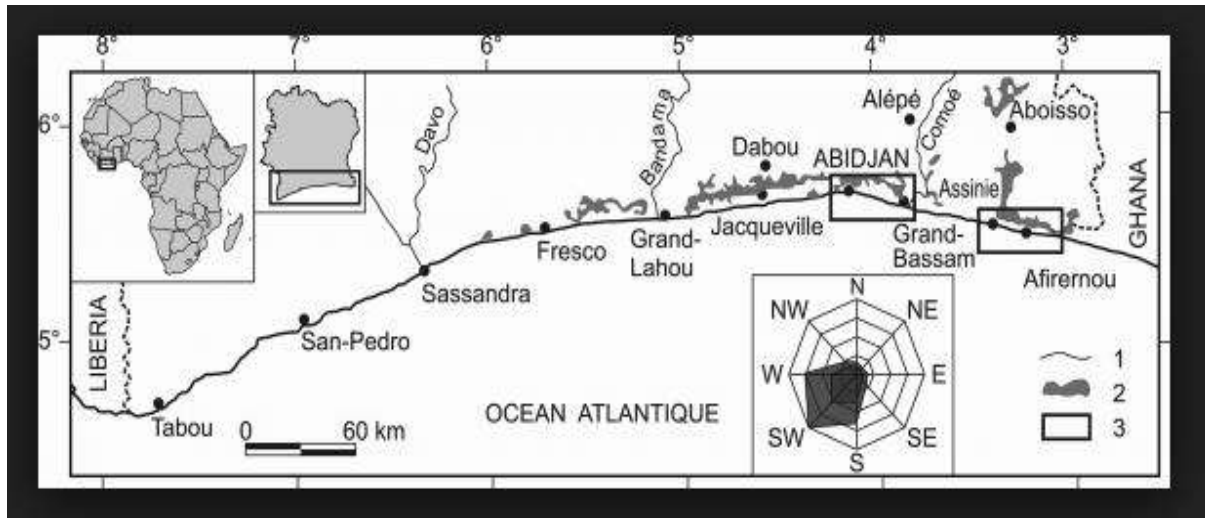 8° 7° 6° 5° 4° 3°
6°
5°
Davo
Bandama
Comoé
Alépé
Aboisso
Dabou
ABIDJAN
Assinie
GHANA
Fresco
Grand-
Lahou
Jacqueville
Grand-
Bassam
Afirernou
Sassandra
San-Pedro
LIBERIA
Tabou
0 60 km
OCEAN ATLANTIQUE
N
NW NE
W E
SW SE
S
1
2
3